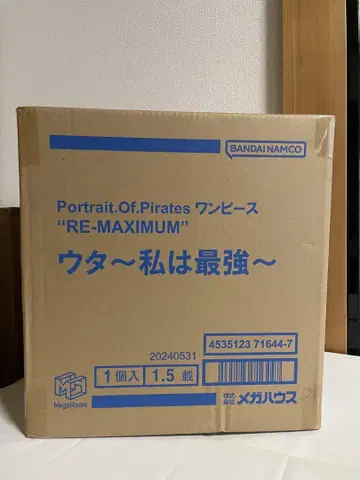 BANDAI NAMCO
Portrait.Of.Pirates ワンピース
“RE-MAXIMUM”
ウタ～私は最強～
4535123 71644-7
20240531
1個入 1.5 載
MegaHouse
株式会社 メガハウス